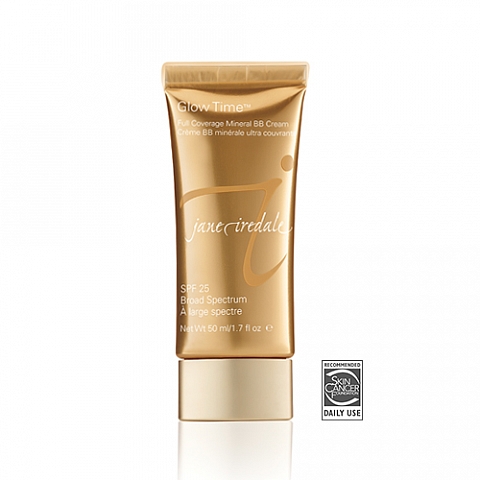 Glow Time™
Full Coverage Mineral BB Cream
Crème BB minérale ultra couvrante
jane iredale
SPF 25
Broad Spectrum
À large spectre
Net Wt 50 ml/1.7 fl oz ℮
RECOMMENDED
SKIN
CANCER
FOUNDATION
DAILY USE